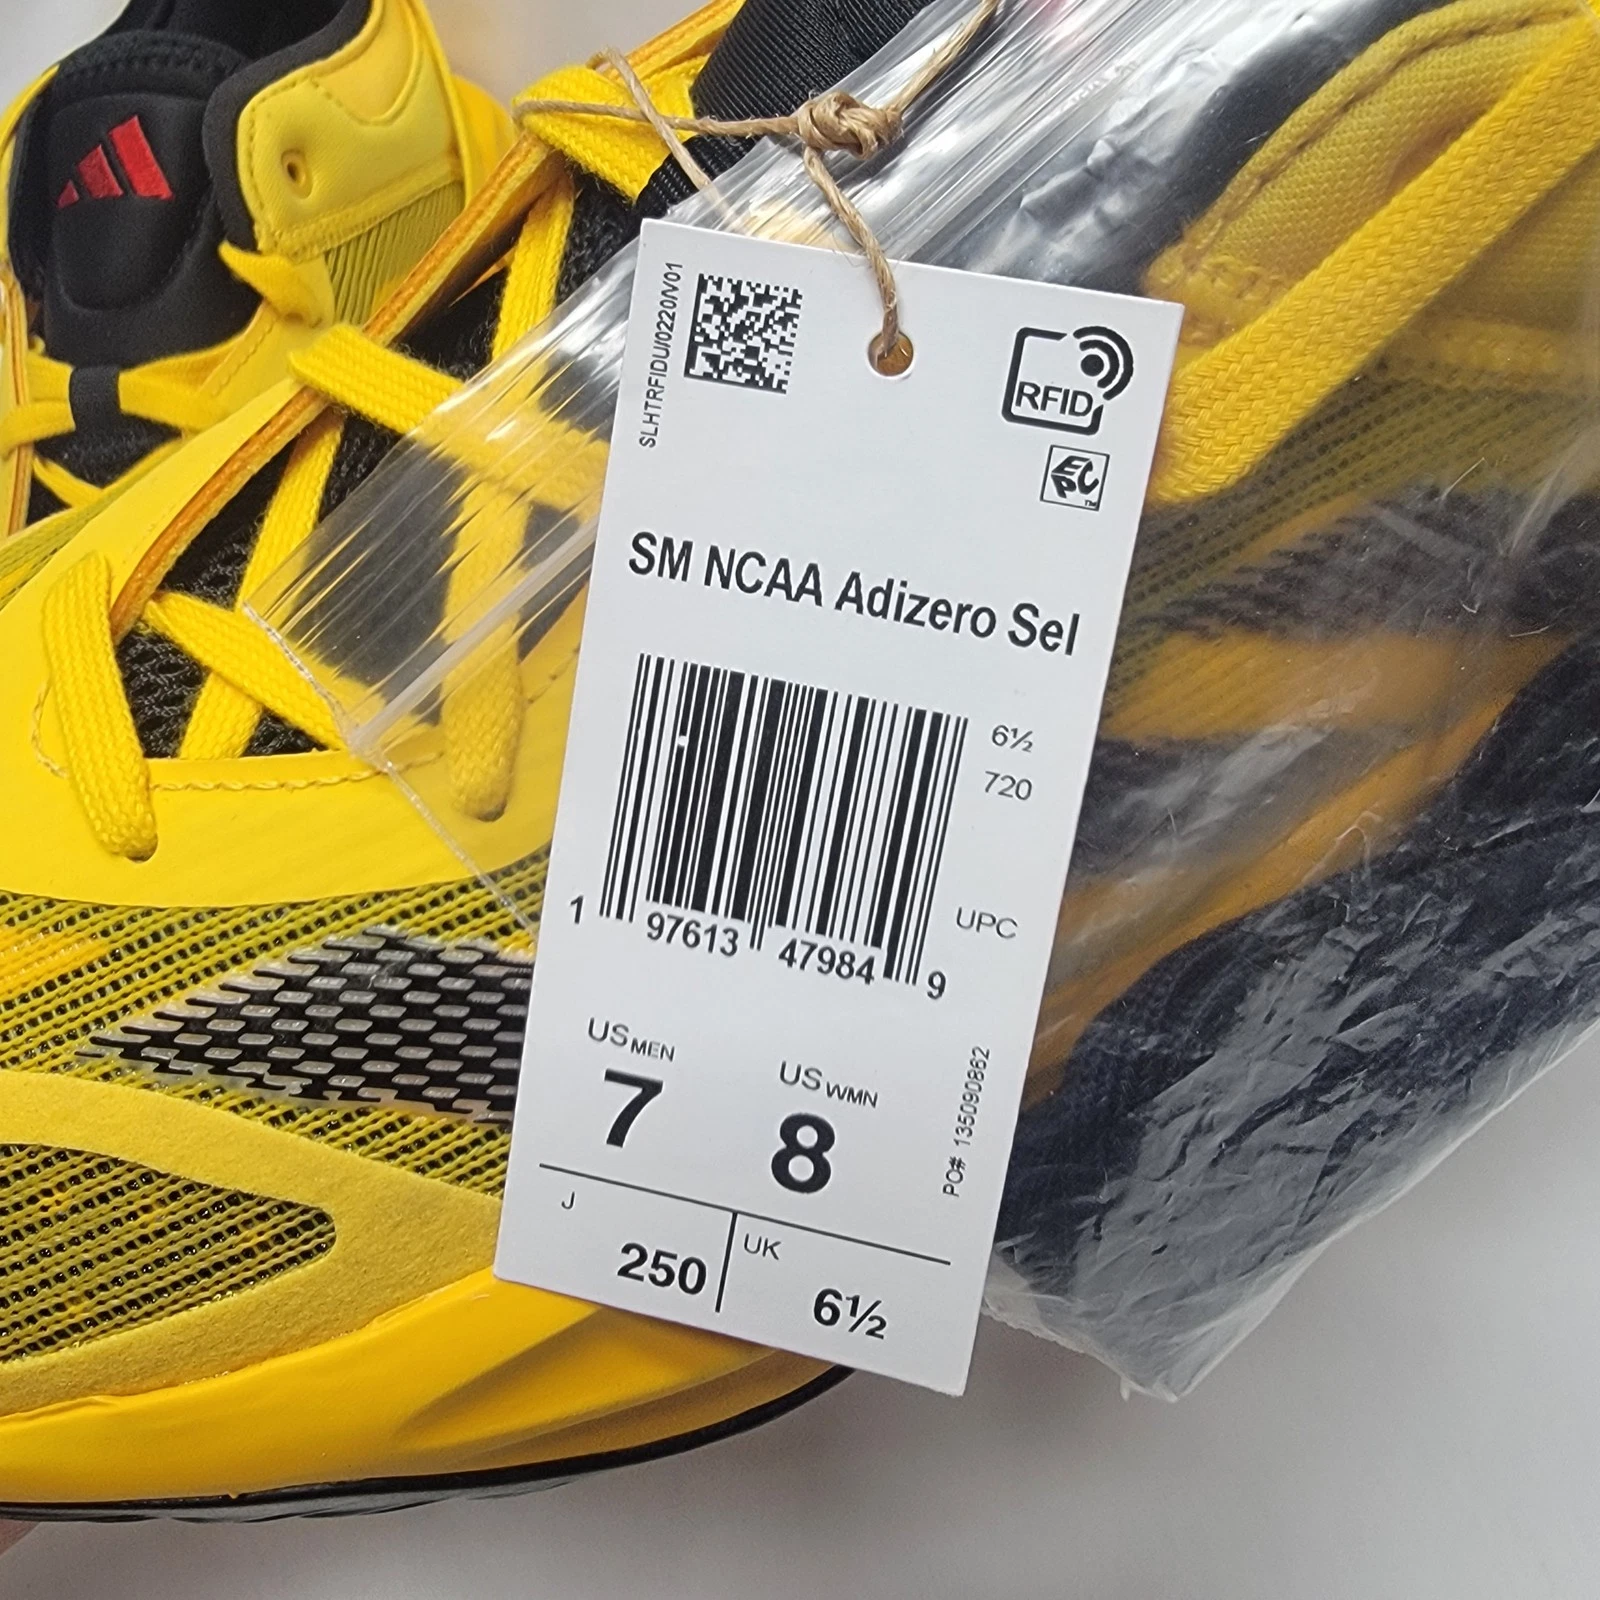 SLHTRFIDU/0220/V01
RFID
EPC
SM NCAA Adizero Sel
6½
720
UPC
1 97613 47984 9
US MEN
7
US WMN
8
PO# 135090862
J
250
UK
6½